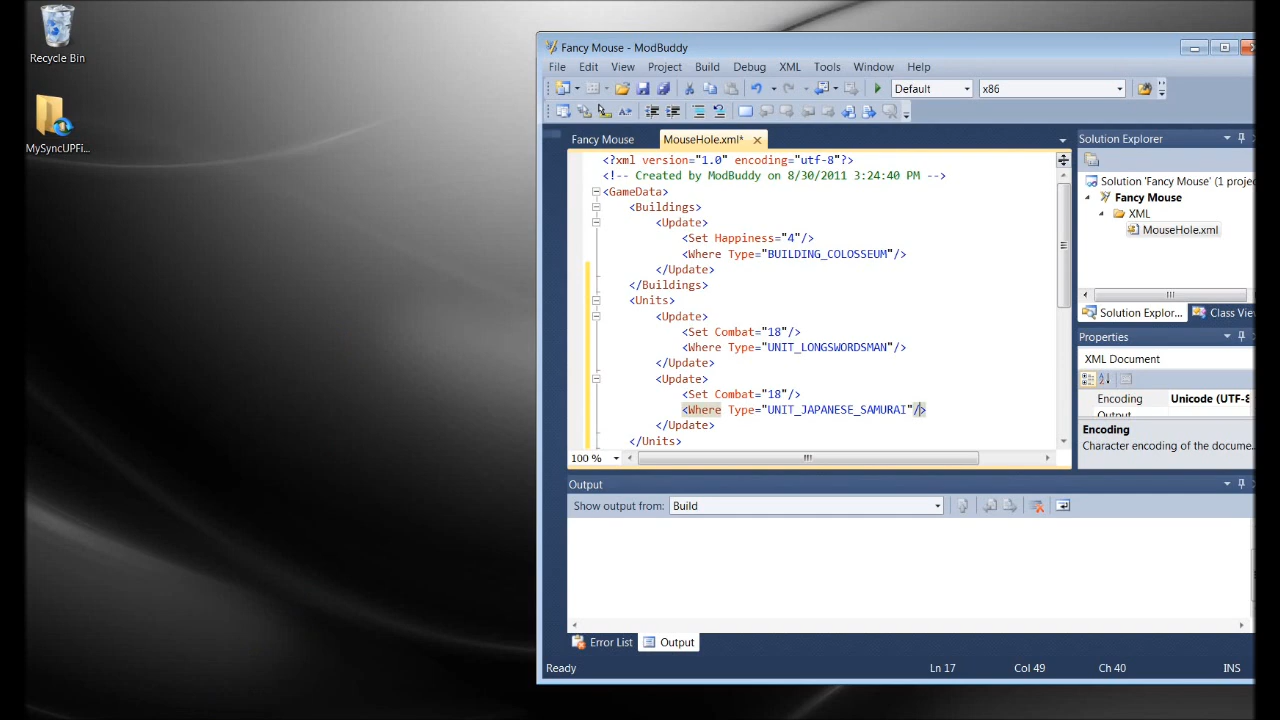 Recycle Bin
MySyncUPFi...
Fancy Mouse - ModBuddy
File Edit View Project Build Debug XML Tools Window Help
Default x86
Fancy Mouse MouseHole.xml*
<?xml version="1.0" encoding="utf-8"?>
<!-- Created by ModBuddy on 8/30/2011 3:24:40 PM -->
<GameData>
<Buildings>
<Update>
<Set Happiness="4"/>
<Where Type="BUILDING_COLOSSEUM"/>
</Update>
</Buildings>
<Units>
<Update>
<Set Combat="18"/>
<Where Type="UNIT_LONGSWORDSMAN"/>
</Update>
<Update>
<Set Combat="18"/>
<Where Type="UNIT_JAPANESE_SAMURAI"/>
</Update>
</Units>
100 %
Solution Explorer
Solution 'Fancy Mouse' (1 projec
Fancy Mouse
XML
MouseHole.xml
Solution Explor... Class Vie
Properties
XML Document
Encoding Unicode (UTF-8
Output
Encoding
Character encoding of the docume...
Output
Show output from: Build
Error List Output
Ready Ln 17 Col 49 Ch 40 INS